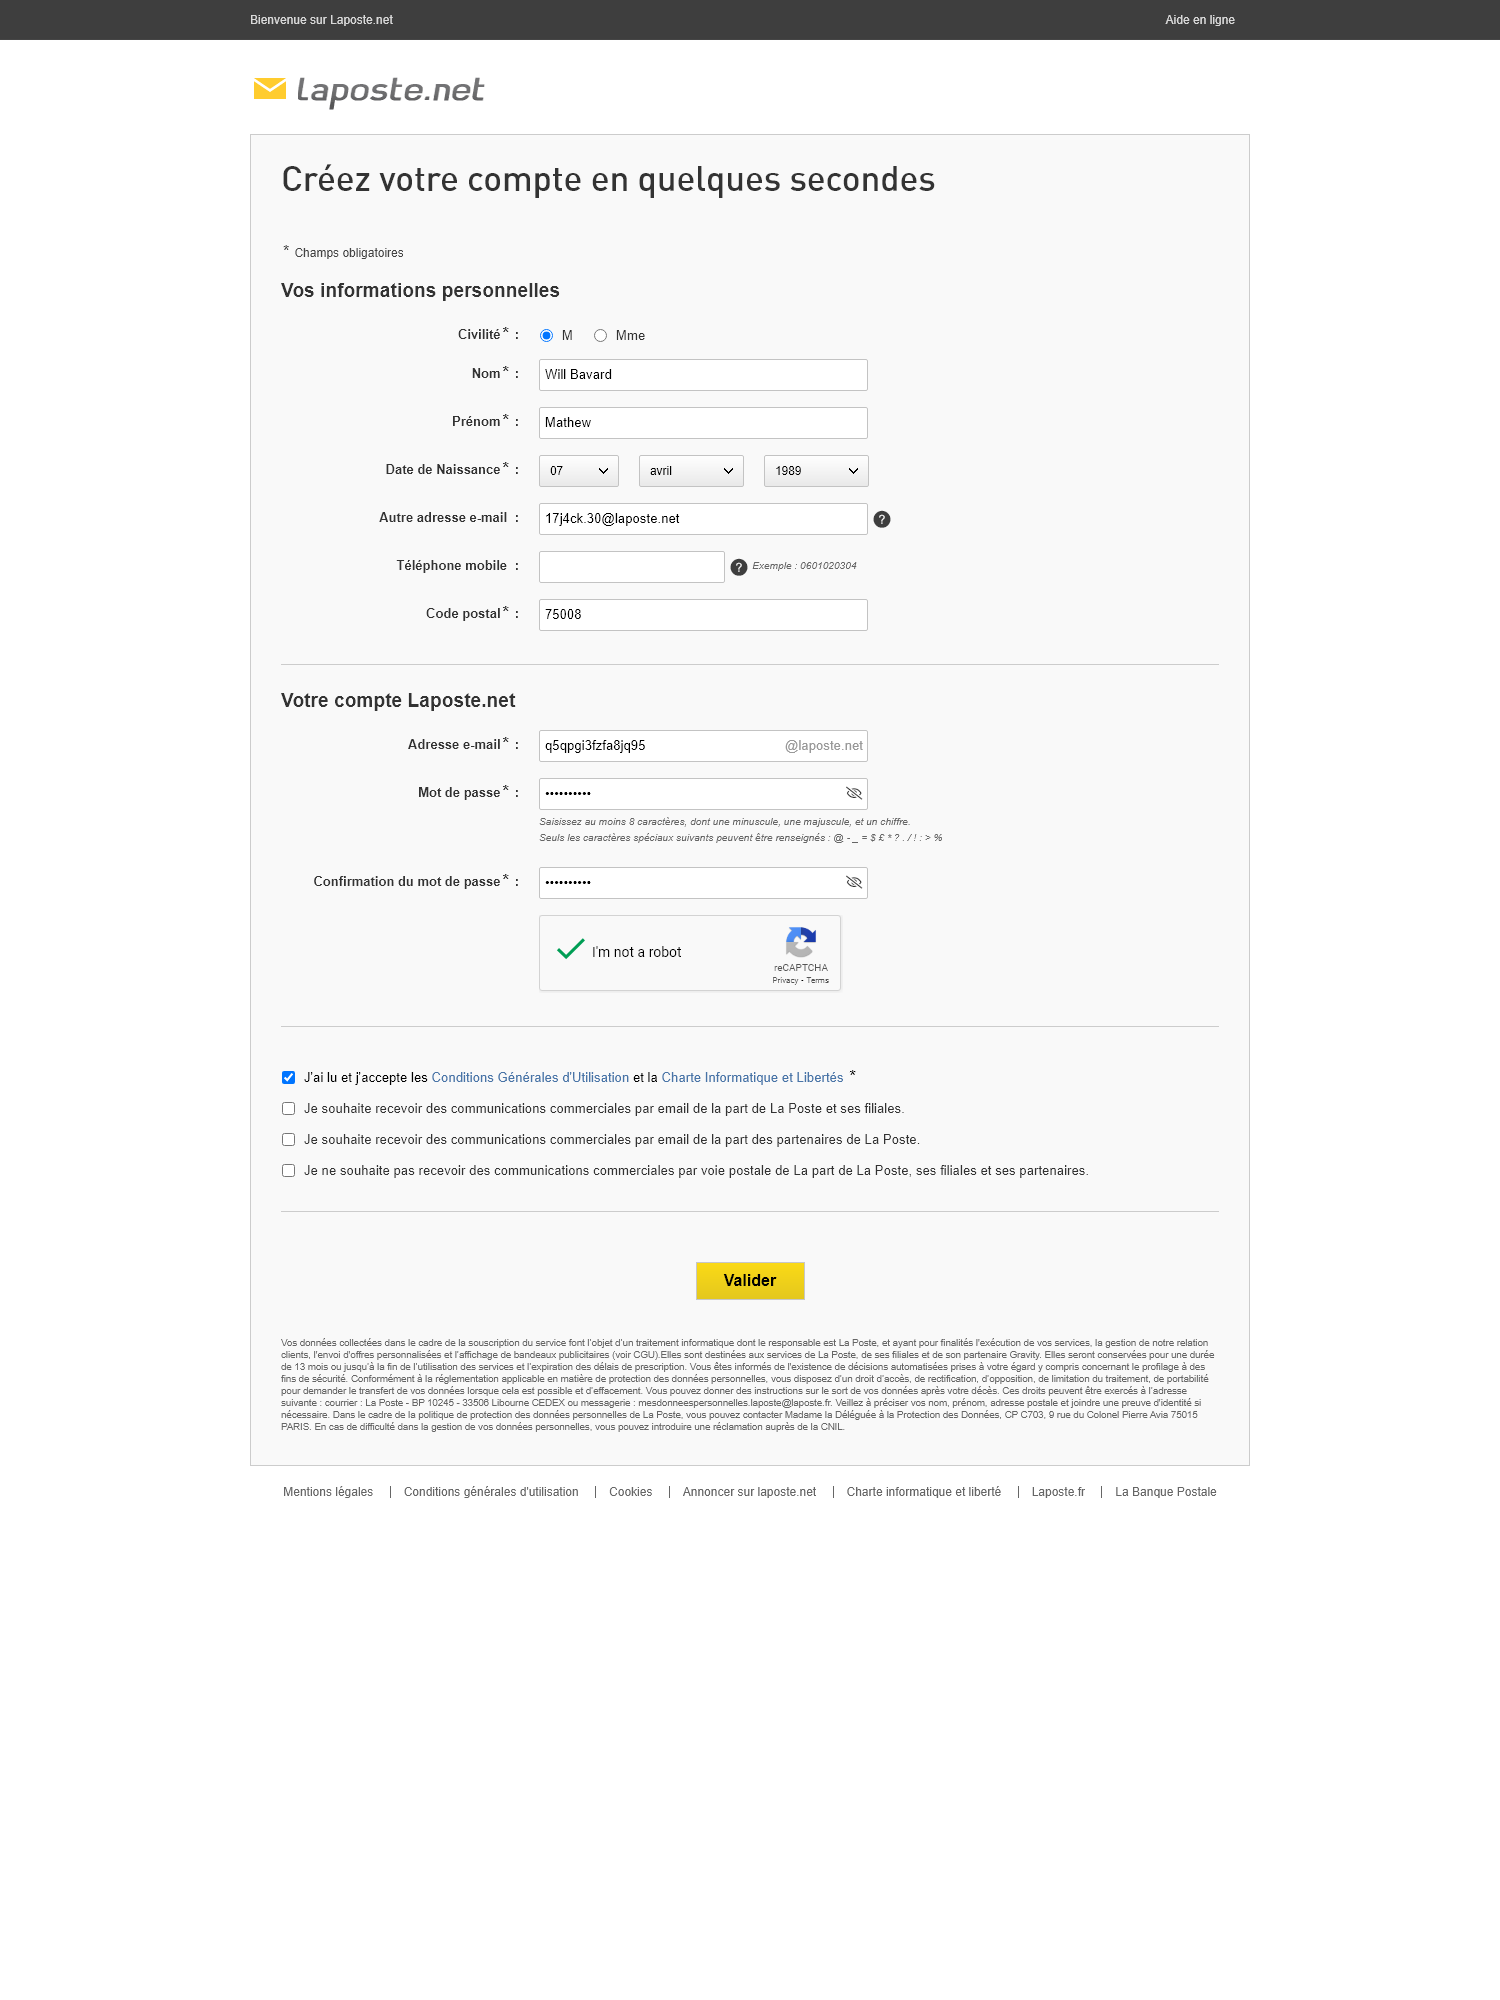 Bienvenue sur Laposte.net
Aide en ligne
laposte.net
Créez votre compte en quelques secondes
* Champs obligatoires
Vos informations personnelles
Civilité* : M Mme
Nom* : Will Bavard
Prénom* : Mathew
Date de Naissance* : 07 avril 1989
Autre adresse e-mail : 17j4ck.30@laposte.net ?
Téléphone mobile : ? Exemple : 0601020304
Code postal* : 75008
Votre compte Laposte.net
Adresse e-mail* : q5qpgi3fzfa8jq95 @laposte.net
Mot de passe* : ••••••••••
Saisissez au moins 8 caractères, dont une minuscule, une majuscule, et un chiffre.
Seuls les caractères spéciaux suivants peuvent être renseignés : @ - _ = $ £ * ? . / ! : > %
Confirmation du mot de passe* : ••••••••••
I'm not a robot
reCAPTCHA
Privacy - Terms
J'ai lu et j'accepte les Conditions Générales d'Utilisation et la Charte Informatique et Libertés *
Je souhaite recevoir des communications commerciales par email de la part de La Poste et ses filiales.
Je souhaite recevoir des communications commerciales par email de la part des partenaires de La Poste.
Je ne souhaite pas recevoir des communications commerciales par voie postale de La part de La Poste, ses filiales et ses partenaires.
Valider
Vos données collectées dans le cadre de la souscription du service font l'objet d'un traitement informatique dont le responsable est La Poste, et ayant pour finalités l'exécution de vos services, la gestion de notre relation
clients, l'envoi d'offres personnalisées et l'affichage de bandeaux publicitaires (voir CGU).Elles sont destinées aux services de La Poste, de ses filiales et de son partenaire Gravity. Elles seront conservées pour une durée
de 13 mois ou jusqu'à la fin de l'utilisation des services et l'expiration des délais de prescription. Vous êtes informés de l'existence de décisions automatisées prises à votre égard y compris concernant le profilage à des
fins de sécurité. Conformément à la réglementation applicable en matière de protection des données personnelles, vous disposez d'un droit d'accès, de rectification, d'opposition, de limitation du traitement, de portabilité
pour demander le transfert de vos données lorsque cela est possible et d'effacement. Vous pouvez donner des instructions sur le sort de vos données après votre décès. Ces droits peuvent être exercés à l'adresse
suivante : courrier : La Poste - BP 10245 - 33506 Libourne CEDEX ou messagerie : mesdonneespersonnelles.laposte@laposte.fr. Veillez à préciser vos nom, prénom, adresse postale et joindre une preuve d'identité si
nécessaire. Dans le cadre de la politique de protection des données personnelles de La Poste, vous pouvez contacter Madame la Déléguée à la Protection des Données, CP C703, 9 rue du Colonel Pierre Avia 75015
PARIS. En cas de difficulté dans la gestion de vos données personnelles, vous pouvez introduire une réclamation auprès de la CNIL.
Mentions légales | Conditions générales d'utilisation | Cookies | Annoncer sur laposte.net | Charte informatique et liberté | Laposte.fr | La Banque Postale